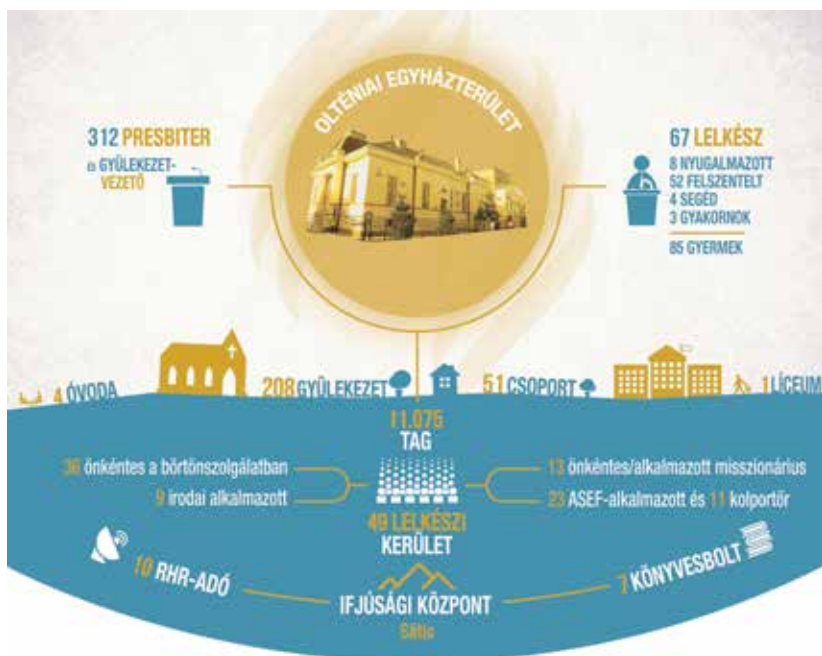 OLTÉNIAI EGYHÁZTERÜLET
312 PRESBITER
ÉS GYÜLEKEZET-
VEZETŐ
67 LELKÉSZ
8 NYUGALMAZOTT
52 FELSZENTELT
4 SEGÉD
3 GYAKORNOK
85 GYERMEK
4 ÓVODA
208 GYÜLEKEZET
51 CSOPORT
1 LÍCEUM
11.075
TAG
36 önkéntes a börtönszolgálatban
9 irodai alkalmazott
13 önkéntes/alkalmazott misszionárius
23 ASEF-alkalmazott és 11 kolportőr
49 LELKÉSZI
KERÜLET
10 RHR-ADÓ
7 KÖNYVESBOLT
IFJÚSÁGI KÖZPONT
Sătic